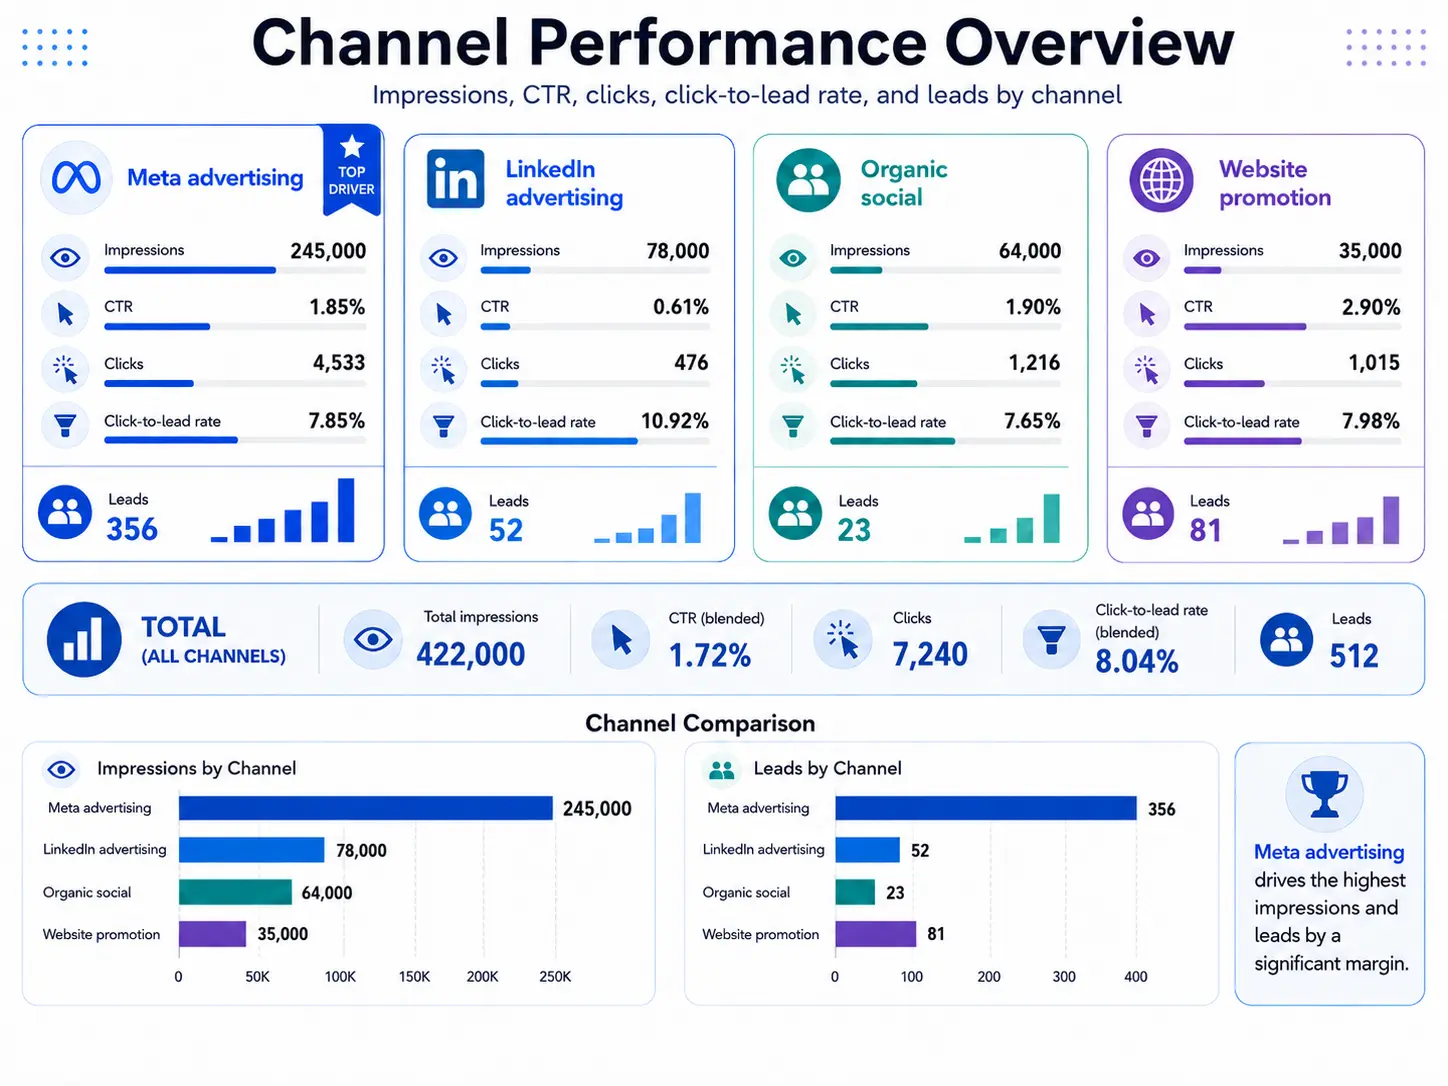 Channel Performance Overview
Impressions, CTR, clicks, click-to-lead rate, and leads by channel
Meta advertising
TOP
DRIVER
Impressions 245,000
CTR 1.85%
Clicks 4,533
Click-to-lead rate 7.85%
Leads
356
in
LinkedIn
advertising
Impressions 78,000
CTR 0.61%
Clicks 476
Click-to-lead rate 10.92%
Leads
52
Organic
social
Impressions 64,000
CTR 1.90%
Clicks 1,216
Click-to-lead rate 7.65%
Leads
23
Website
promotion
Impressions 35,000
CTR 2.90%
Clicks 1,015
Click-to-lead rate 7.98%
Leads
81
TOTAL
(ALL CHANNELS)
Total impressions
422,000
CTR (blended)
1.72%
Clicks
7,240
Click-to-lead rate
(blended)
8.04%
Leads
512
Channel Comparison
Impressions by Channel
Meta advertising 245,000
LinkedIn advertising 78,000
Organic social 64,000
Website promotion 35,000
0 50K 100K 150K 200K 250K
Leads by Channel
Meta advertising 356
LinkedIn advertising 52
Organic social 23
Website promotion 81
0 100 200 300 400
Meta advertising
drives the highest
impressions and
leads by a
significant margin.